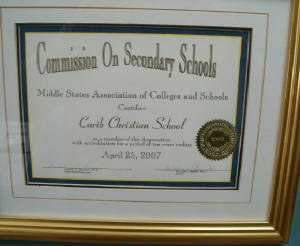 Commission On Secondary Schools
Middle States Association of Colleges and Schools
Certifies
Carib Christian School
as a member of the Association
with accreditation for a period of ten years ending
April 25, 2007